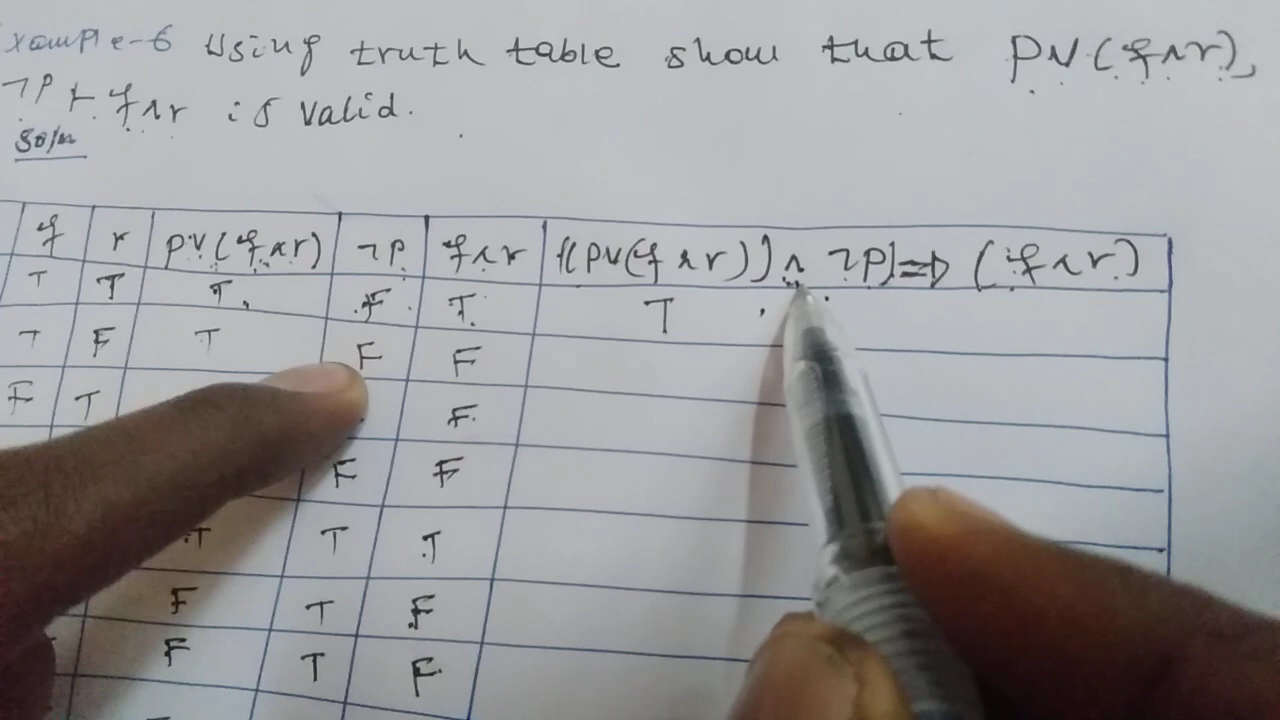 xample-6 Using truth table show that P∨(q∧r),
¬P ⊢ q∧r is valid.
Soln
q r P∨(q∧r) ¬P q∧r [(P∨(q∧r)) ∧ ¬P] ⇒ (q∧r)
T T T F T T
T F T F F
F T F
F F
T T T
F T F
F T F